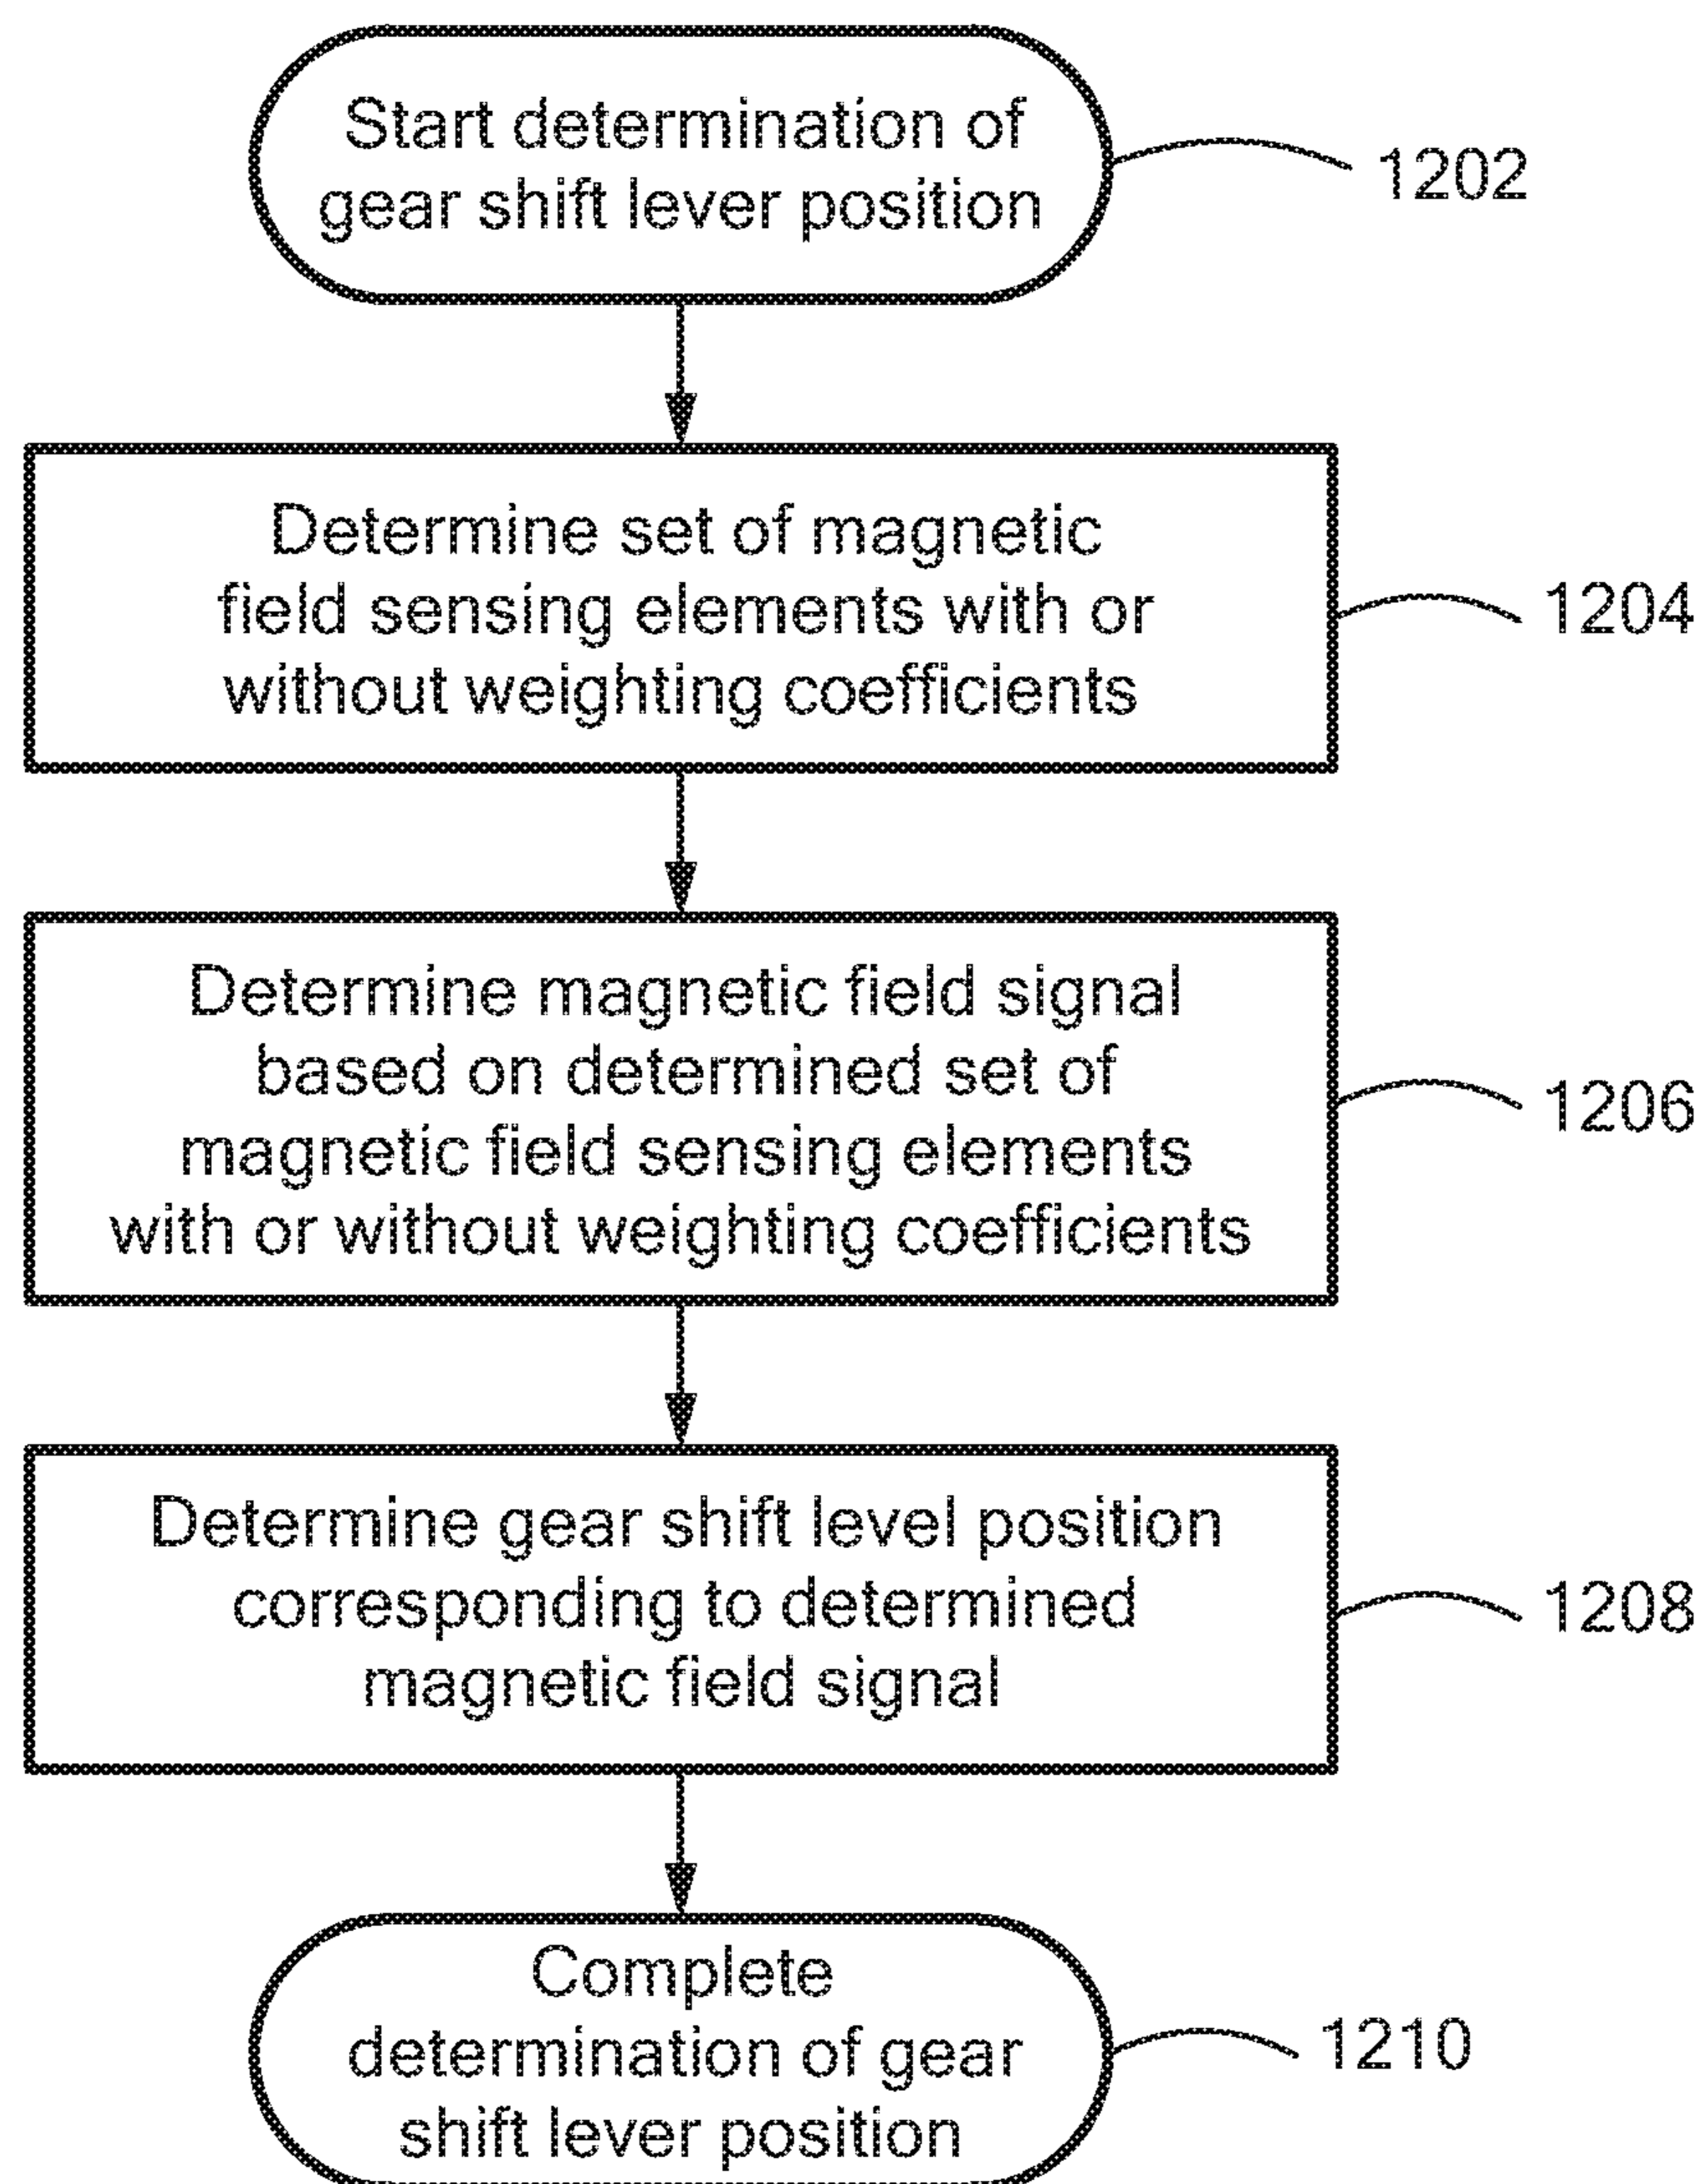 Start determination of
gear shift lever position
1202
Determine set of magnetic
field sensing elements with or
without weighting coefficients
1204
Determine magnetic field signal
based on determined set of
magnetic field sensing elements
with or without weighting coefficients
1206
Determine gear shift level position
corresponding to determined
magnetic field signal
1208
Complete
determination of gear
shift lever position
1210